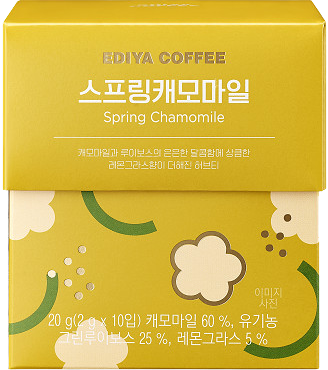 EDIYA COFFEE
스프링캐모마일
Spring Chamomile
캐모마일과 루이보스의 은은한 달콤함에 상큼한
레몬그라스향이 더해진 허브티
이미지
사진
20 g(2 g x 10입) 캐모마일 60 %, 유기농
그린루이보스 25 %, 레몬그라스 5 %